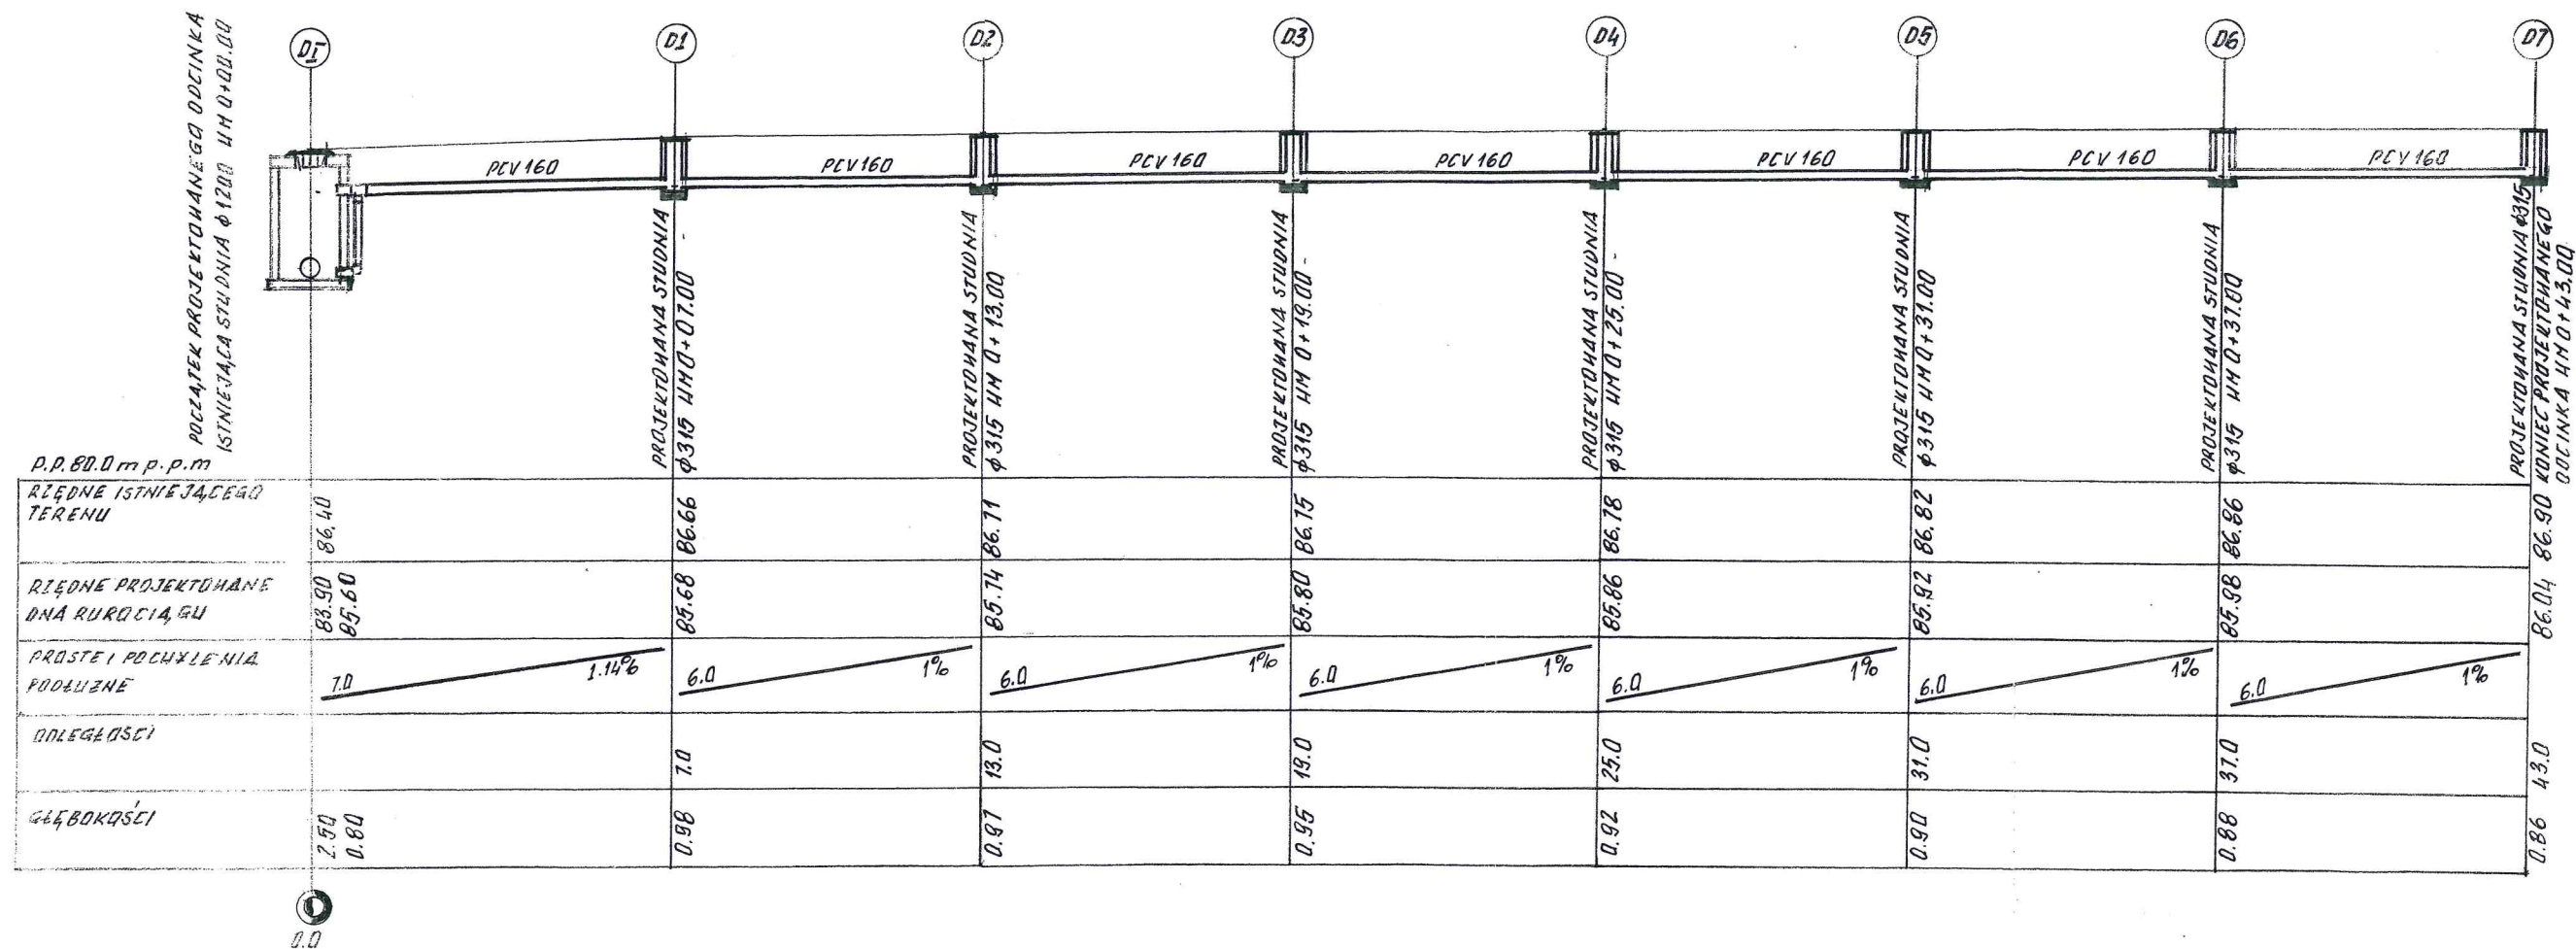 DI
D1
D2
D3
D4
D5
D6
D7
POCZĄTEK PROJEKTOWANEGO ODCINKA
ISTNIEJĄCA STUDNIA ϕ1200 HM 0+00.00
PCV 160
PCV 160
PCV 160
PCV 160
PCV 160
PCV 160
PCV 160
PROJEKTOWANA STUDNIA
ϕ315 HM 0+07.00
PROJEKTOWANA STUDNIA
ϕ315 HM 0+13.00
PROJEKTOWANA STUDNIA
ϕ315 HM 0+19.00
PROJEKTOWANA STUDNIA
ϕ315 HM 0+25.00
PROJEKTOWANA STUDNIA
ϕ315 HM 0+31.00
PROJEKTOWANA STUDNIA
ϕ315 HM 0+37.00
PROJEKTOWANA STUDNIA ϕ315
KONIEC PROJEKTOWANEGO
ODCINKA HM 0+43,00
P.P. 80.0 m p.p.m
RZĘDNE ISTNIEJĄCEGO
TERENU
86,40
86.66
86.71
86.75
86.78
86.82
86.86
86.90
RZĘDNE PROJEKTOWANE
DNA RUROCIĄGU
83.90
85.60
85.68
85.74
85.80
85.86
85.92
85.98
86.04
PROSTE I POCHYLENIA
PODŁUŻNE
7.0 1.14%
6.0 1%
6.0 1%
6.0 1%
6.0 1%
6.0 1%
6.0 1%
ODLEGŁOŚCI
7.0
13.0
19.0
25.0
31.0
37.0
43.0
GŁĘBOKOŚCI
2.50
0.80
0.98
0.97
0.95
0.92
0.90
0.88
0.86
0.0